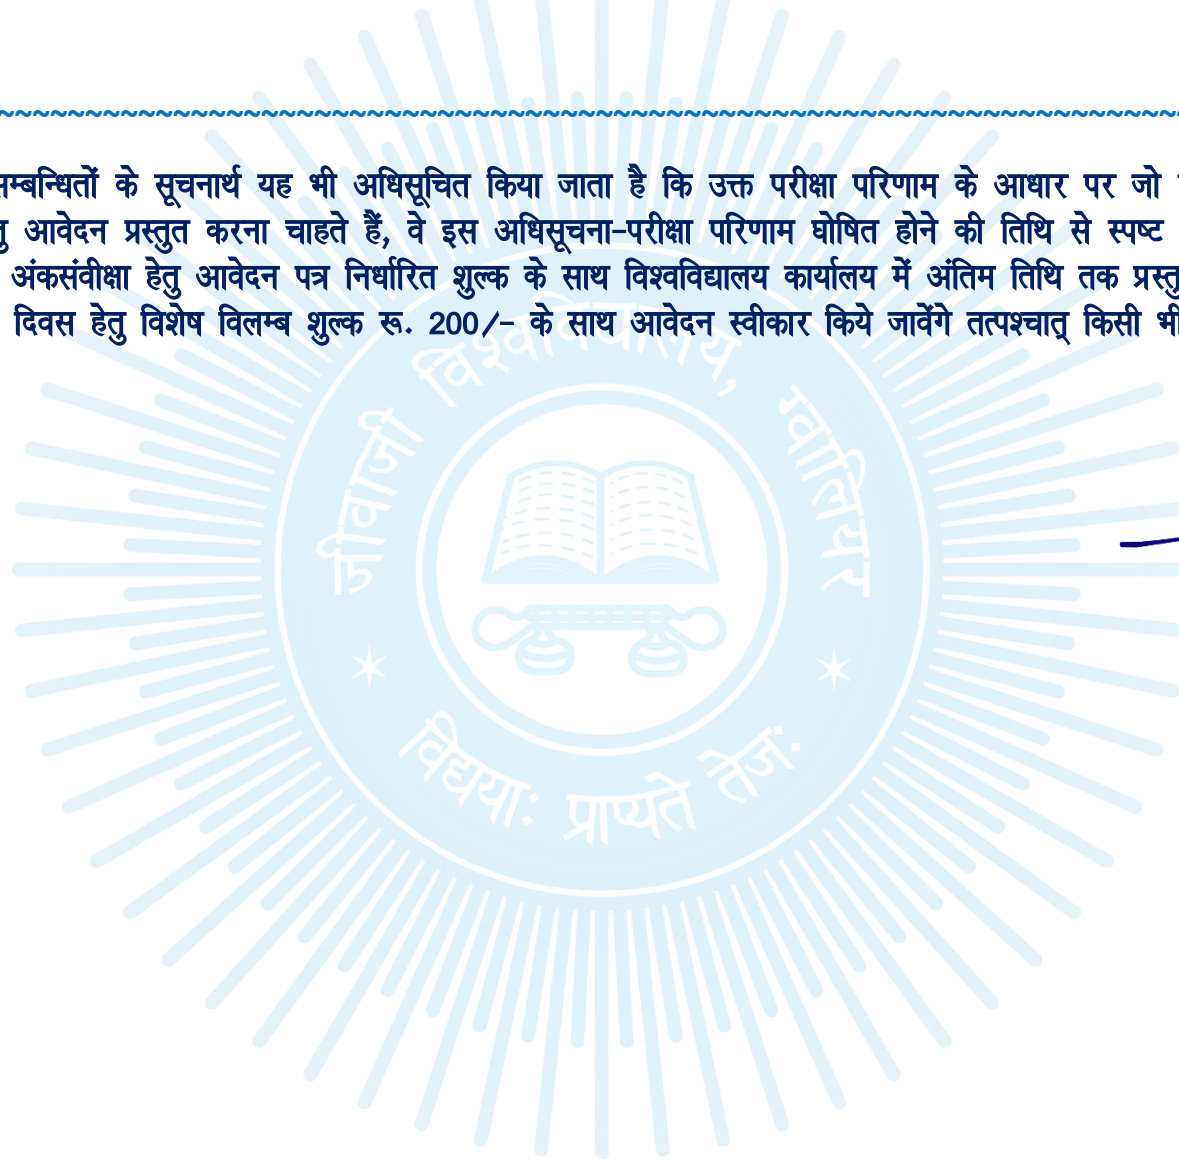 सम्बन्धितों के सूचनार्थ यह भी अधिसूचित किया जाता है कि उक्त परीक्षा परिणाम के आधार पर जो
आवेदन प्रस्तुत करना चाहते हैं, वे इस अधिसूचना-परीक्षा परिणाम घोषित होने की तिथि से स्पष्ट
अंकसंवीक्षा हेतु आवेदन पत्र निर्धारित शुल्क के साथ विश्वविद्यालय कार्यालय में अंतिम तिथि तक
दिवस हेतु विशेष विलम्ब शुल्क रू. 200/- के साथ आवेदन स्वीकार किये जावेंगे तत्पश्चात् किसी भी
जीवाजी विश्वविद्यालय, ग्वालियर
विद्यया: प्राप्यते तेज: